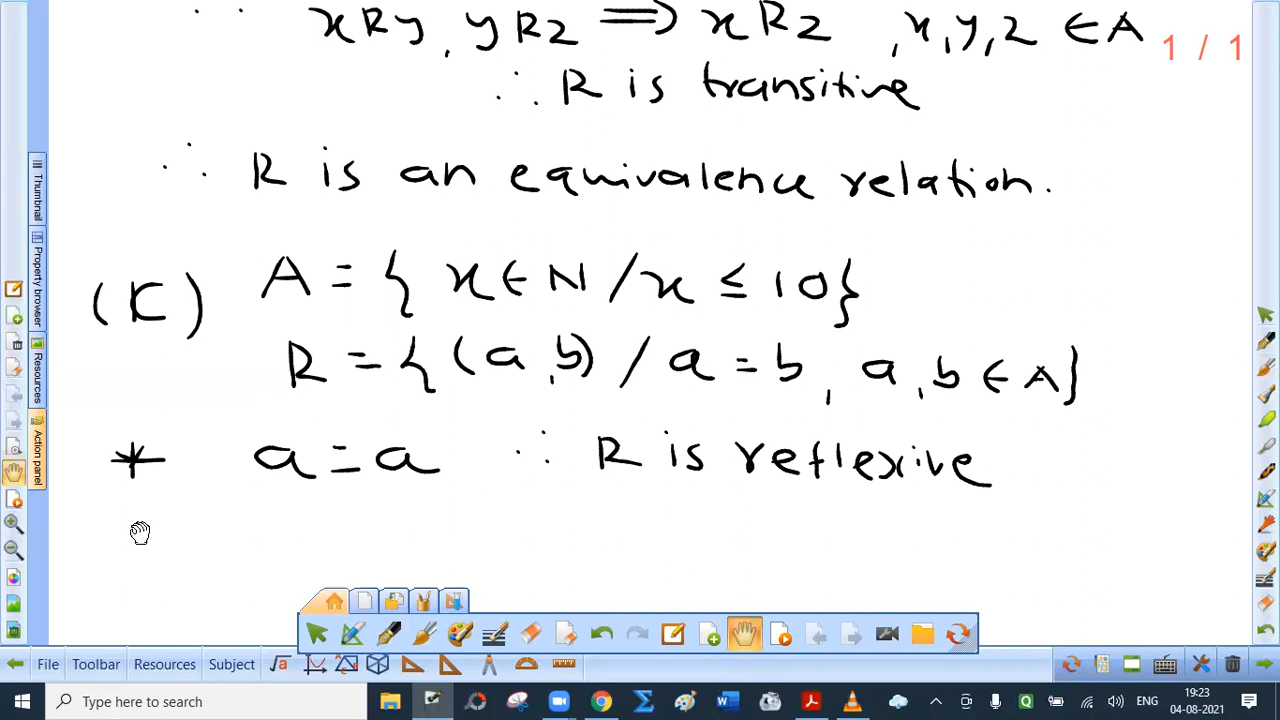 ∵ xRy, yRz ⟹ xRz , x, y, z ∈ A
1 / 1
∴ R is transitive
∴ R is an equivalence relation.
(K) A = { x ∈ N / x ≤ 10}
R = {(a,b) / a = b, a, b ∈ A}
* a = a ∴ R is reflexive
Thumbnail
Property browser
Resources
Action panel
File Toolbar Resources Subject
Type here to search
ENG
19:23
04-08-2021